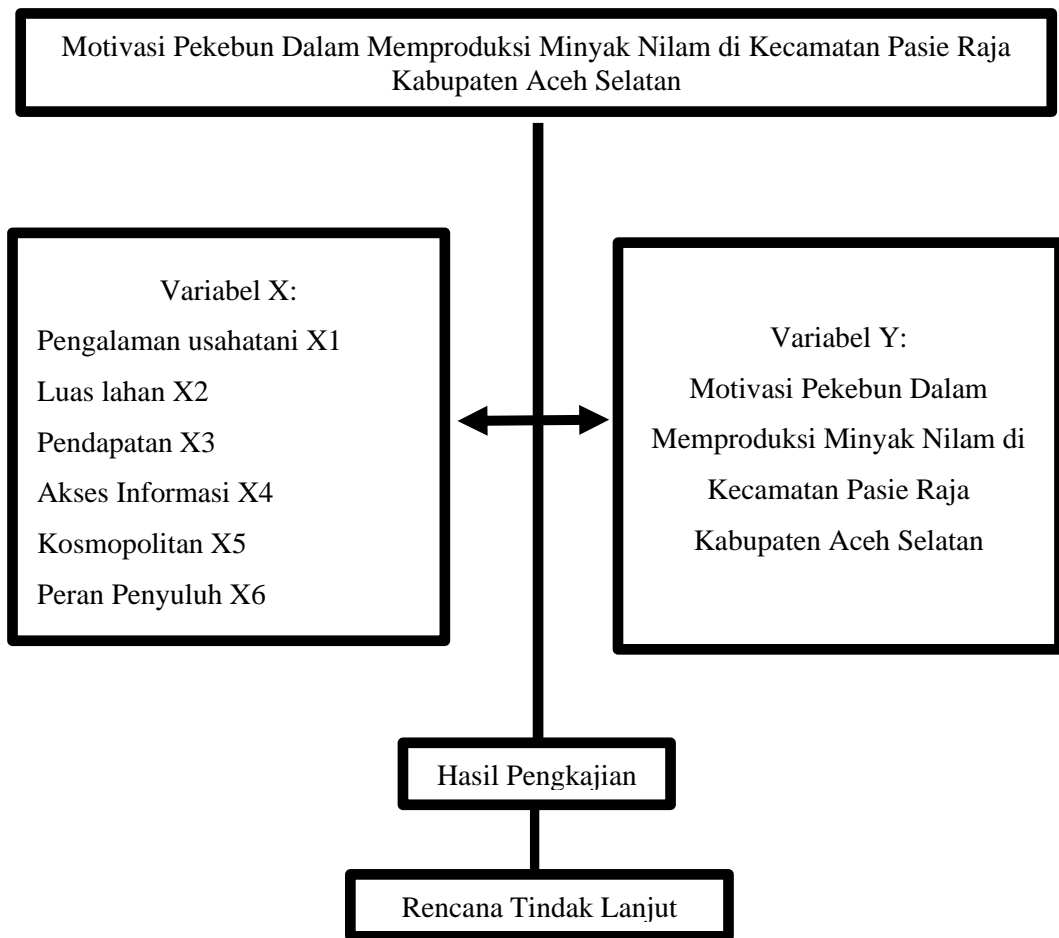 Motivasi Pekebun Dalam Memproduksi Minyak Nilam di Kecamatan Pasie Raja
Kabupaten Aceh Selatan
Variabel X:
Pengalaman usahatani X1
Luas lahan X2
Pendapatan X3
Akses Informasi X4
Kosmopolitan X5
Peran Penyuluh X6
Variabel Y:
Motivasi Pekebun Dalam
Memproduksi Minyak Nilam di
Kecamatan Pasie Raja
Kabupaten Aceh Selatan
Hasil Pengkajian
Rencana Tindak Lanjut